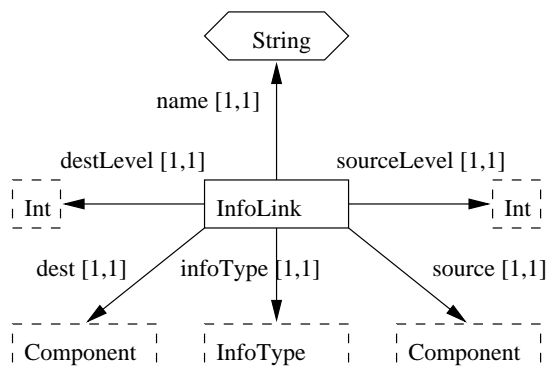 String
name [1,1]
destLevel [1,1]
sourceLevel [1,1]
Int
InfoLink
Int
dest [1,1]
infoType [1,1]
source [1,1]
Component
InfoType
Component